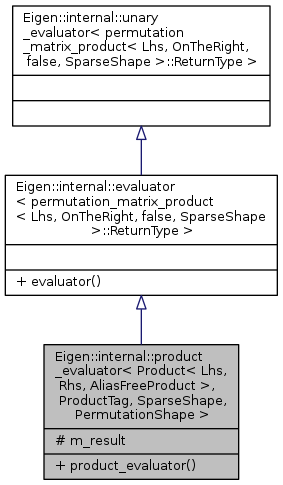 Eigen::internal::unary
_evaluator< permutation
_matrix_product< Lhs, OnTheRight,
false, SparseShape >::ReturnType >
Eigen::internal::evaluator
< permutation_matrix_product
< Lhs, OnTheRight, false, SparseShape
>::ReturnType >
+ evaluator()
Eigen::internal::product
_evaluator< Product< Lhs,
Rhs, AliasFreeProduct >,
ProductTag, SparseShape,
PermutationShape >
# m_result
+ product_evaluator()